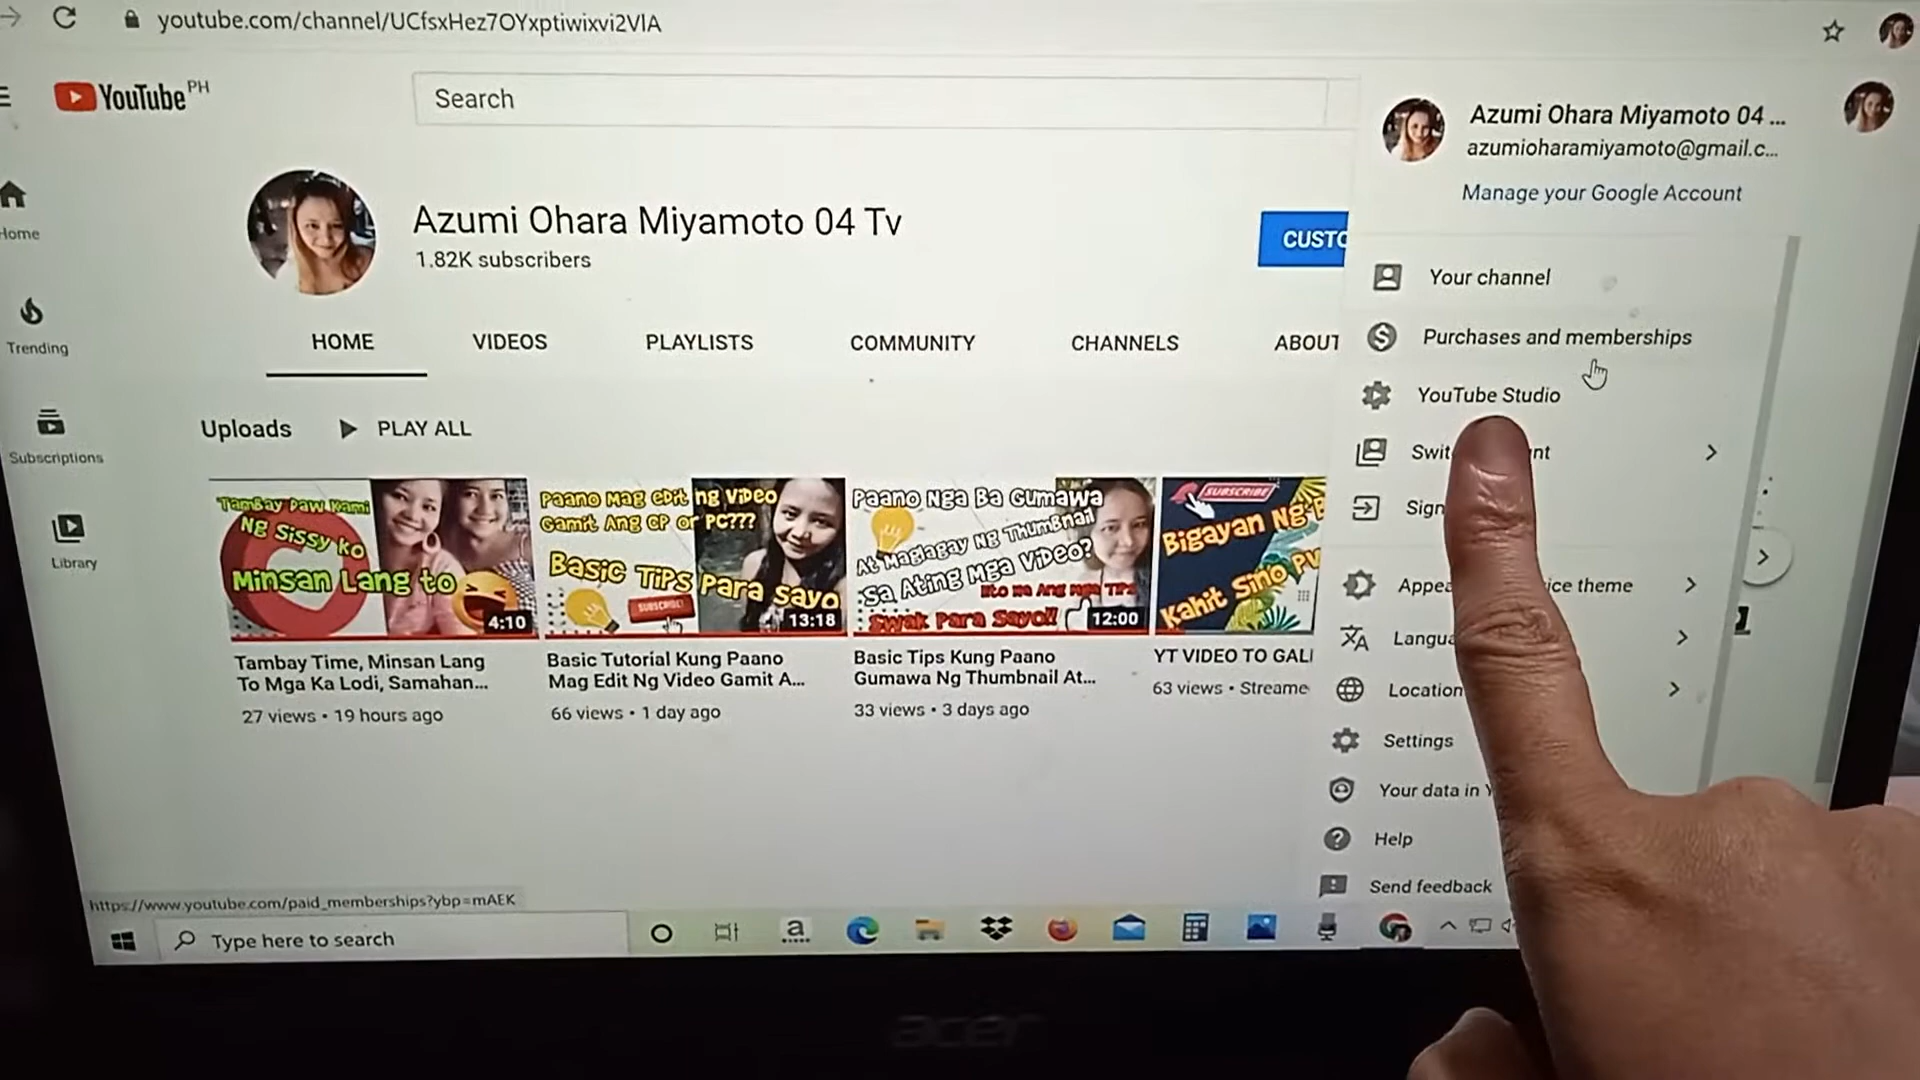 youtube.com/channel/UCfsxHez7OYxptiwixvi2VlA
YouTube PH
Search
Azumi Ohara Miyamoto 04 ...
azumioharamiyamoto@gmail.c...
Manage your Google Account
Home
Trending
Subscriptions
Library
Azumi Ohara Miyamoto 04 Tv
1.82K subscribers
CUSTO
HOME VIDEOS PLAYLISTS COMMUNITY CHANNELS ABOUT
Uploads PLAY ALL
Tambay Daw Kami
Ng Sissy ko
Minsan Lang to
4:10
Tambay Time, Minsan Lang
To Mga Ka Lodi, Samahan...
27 views • 19 hours ago
Paano Mag edit ng Video
Gamit Ang CP or PC???
Basic Tips Para sayo
SUBSCRIBE
13:18
Basic Tutorial Kung Paano
Mag Edit Ng Video Gamit A...
66 views • 1 day ago
Paano Nga Ba Gumawa
At Maglagay Ng Thumbnail
sa Ating Mga Video?
Ito na Ang Mga Tips
Swak Para Sayo!!
12:00
Basic Tips Kung Paano
Gumawa Ng Thumbnail At...
33 views • 3 days ago
SUBSCRIBE
Bigayan Ng
Kahit Sino PV
YT VIDEO TO GAL
63 views • Streame
Your channel
Purchases and memberships
YouTube Studio
Swit nt
Sign
Appea ice theme
Langua
Location
Settings
Your data in Y
Help
Send feedback
https://www.youtube.com/paid_memberships?ybp=mAEK
Type here to search
a
acer